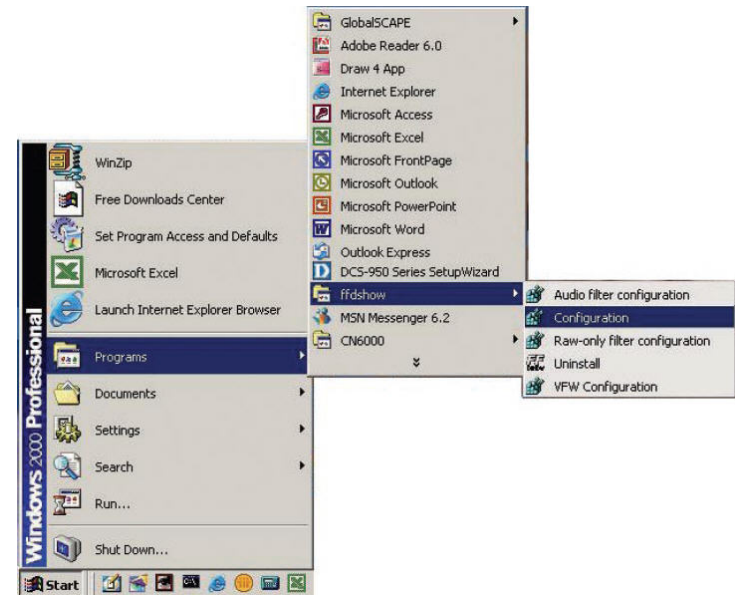 GlobalSCAPE
Adobe Reader 6.0
Draw 4 App
Internet Explorer
Microsoft Access
Microsoft Excel
Microsoft FrontPage
Microsoft Outlook
Microsoft PowerPoint
Microsoft Word
Outlook Express
DCS-950 Series SetupWizard
ffdshow
MSN Messenger 6.2
CN6000
Audio filter configuration
Configuration
Raw-only filter configuration
Uninstall
VFW Configuration
WinZip
Free Downloads Center
Set Program Access and Defaults
Microsoft Excel
Launch Internet Explorer Browser
Programs
Documents
Settings
Search
Run...
Shut Down...
Windows 2000 Professional
Start